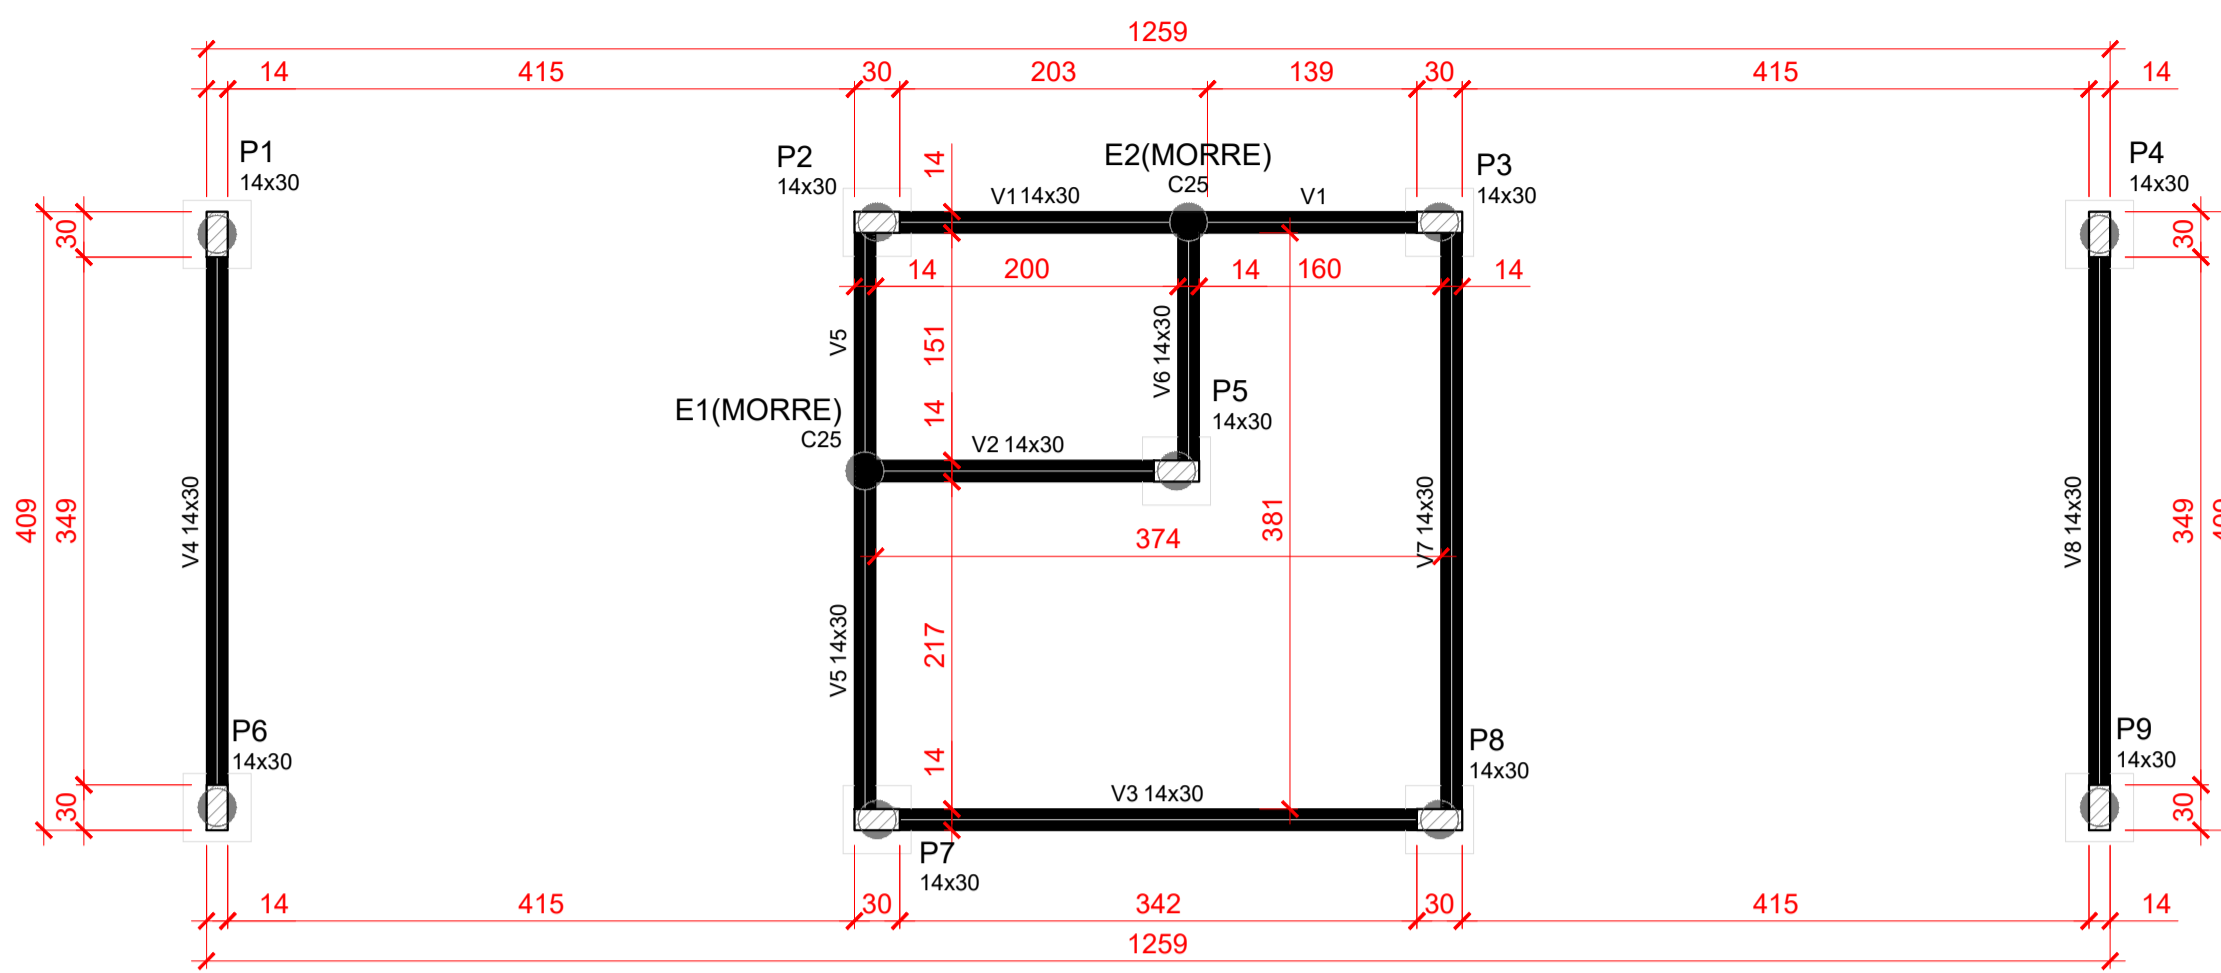 1259
14 415 30 203 139 30 415 14
P1
14x30
P2
14x30
14
E2(MORRE)
C25
P3
14x30
P4
14x30
V1 14x30
V1
30
30
14 200 14 160 14
V5
151
V6 14x30
P5
14x30
E1(MORRE)
C25
14
V2 14x30
409
349
V4 14x30
374
381
V7 14x30
V8 14x30
349
V5 14x30
217
P6
14x30
14
P8
14x30
P9
14x30
V3 14x30
30
30
P7
14x30
14 415 30 342 30 415 14
1259